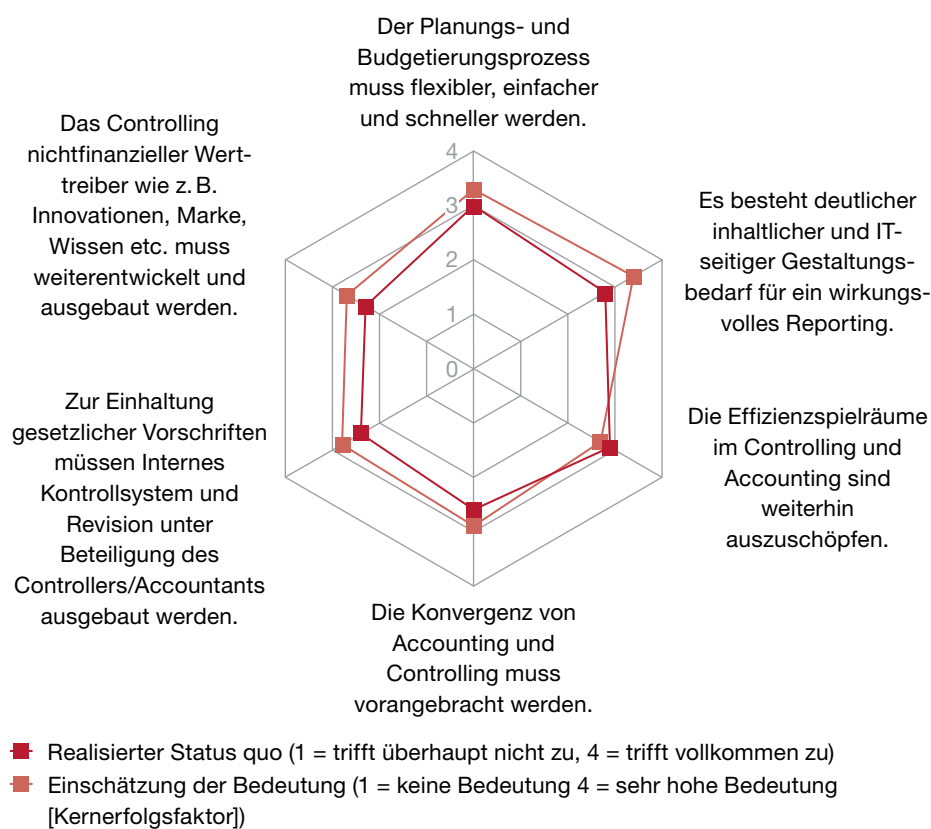 Der Planungs- und
Budgetierungsprozess
muss flexibler, einfacher
und schneller werden.
Das Controlling
nichtfinanzieller Wert-
treiber wie z. B.
Innovationen, Marke,
Wissen etc. muss
weiterentwickelt und
ausgebaut werden.
4
3
2
1
0
Es besteht deutlicher
inhaltlicher und IT-
seitiger Gestaltungs-
bedarf für ein wirkungs-
volles Reporting.
Zur Einhaltung
gesetzlicher Vorschriften
müssen Internes
Kontrollsystem und
Revision unter
Beteiligung des
Controllers/Accountants
ausgebaut werden.
Die Effizienzspielräume
im Controlling und
Accounting sind
weiterhin
auszuschöpfen.
Die Konvergenz von
Accounting und
Controlling muss
vorangebracht werden.
Realisierter Status quo (1 = trifft überhaupt nicht zu, 4 = trifft vollkommen zu)
Einschätzung der Bedeutung (1 = keine Bedeutung 4 = sehr hohe Bedeutung
[Kernerfolgsfaktor])